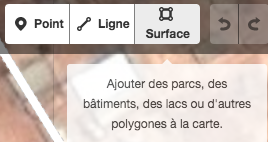 Point Ligne Surface
Ajouter des parcs, des
bâtiments, des lacs ou d'autres
polygones à la carte.